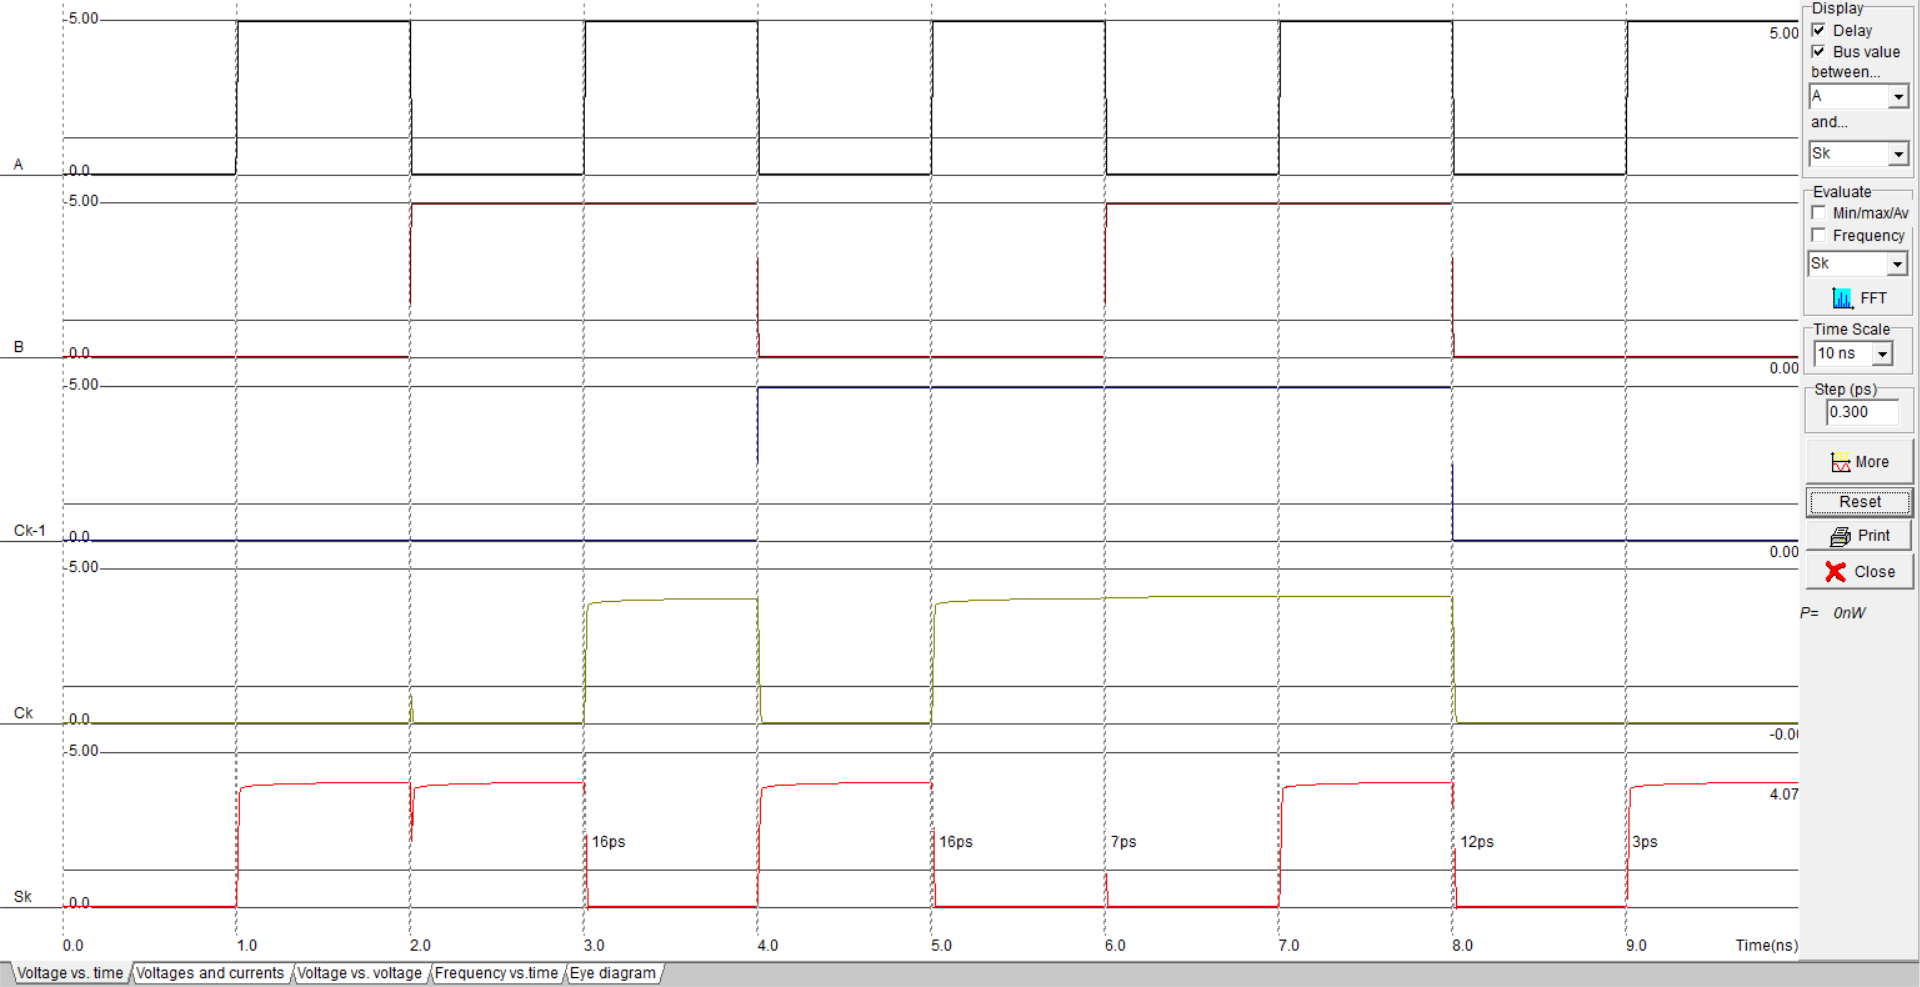 5.00
5.00
A
0.0
5.00
B
0.0
0.00
5.00
Ck-1
0.0
0.00
5.00
Ck
0.0
-0.00
5.00
4.07
16ps 16ps 7ps 12ps 3ps
Sk
0.0
0.0 1.0 2.0 3.0 4.0 5.0 6.0 7.0 8.0 9.0 Time(ns)
Voltage vs. time Voltages and currents Voltage vs. voltage Frequency vs.time Eye diagram
Display
Delay
Bus value
between...
A
and...
Sk
Evaluate
Min/max/Av
Frequency
Sk
FFT
Time Scale
10 ns
Step (ps)
0.300
More
Reset
Print
Close
P= 0nW